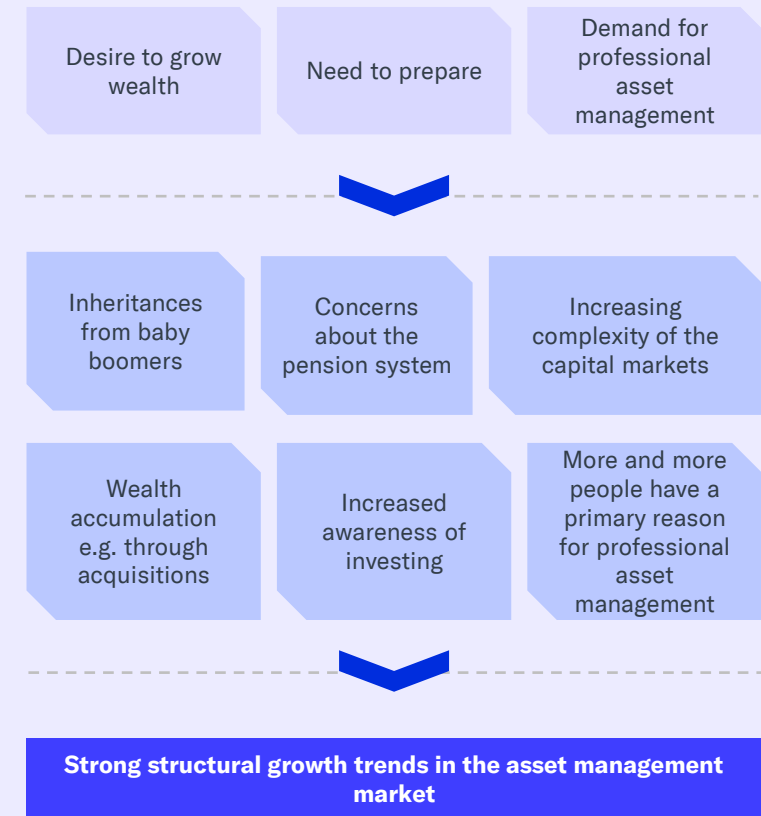 Desire to grow
wealth
Need to prepare
Demand for
professional
asset
management
Inheritances
from baby
boomers
Concerns
about the
pension system
Increasing
complexity of the
capital markets
Wealth
accumulation
e.g. through
acquisitions
Increased
awareness of
investing
More and more
people have a
primary reason
for professional
asset
management
Strong structural growth trends in the asset management
market